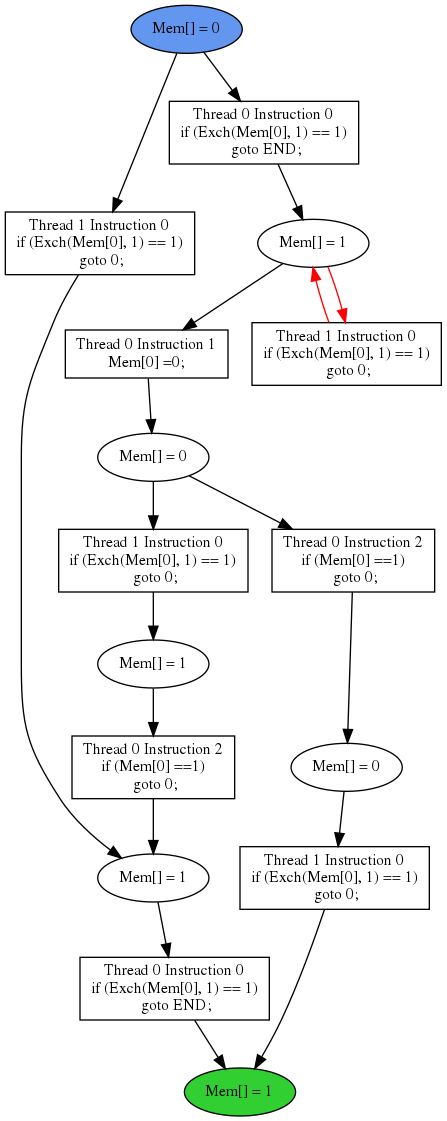 Mem[] = 0
Thread 0 Instruction 0
if (Exch(Mem[0], 1) == 1)
goto END;
Thread 1 Instruction 0
if (Exch(Mem[0], 1) == 1)
goto 0;
Mem[] = 1
Thread 0 Instruction 1
Mem[0] =0;
Thread 1 Instruction 0
if (Exch(Mem[0], 1) == 1)
goto 0;
Mem[] = 0
Thread 1 Instruction 0
if (Exch(Mem[0], 1) == 1)
goto 0;
Thread 0 Instruction 2
if (Mem[0] ==1)
goto 0;
Mem[] = 1
Thread 0 Instruction 2
if (Mem[0] ==1)
goto 0;
Mem[] = 0
Thread 1 Instruction 0
if (Exch(Mem[0], 1) == 1)
goto 0;
Mem[] = 1
Thread 0 Instruction 0
if (Exch(Mem[0], 1) == 1)
goto END;
Mem[] = 1